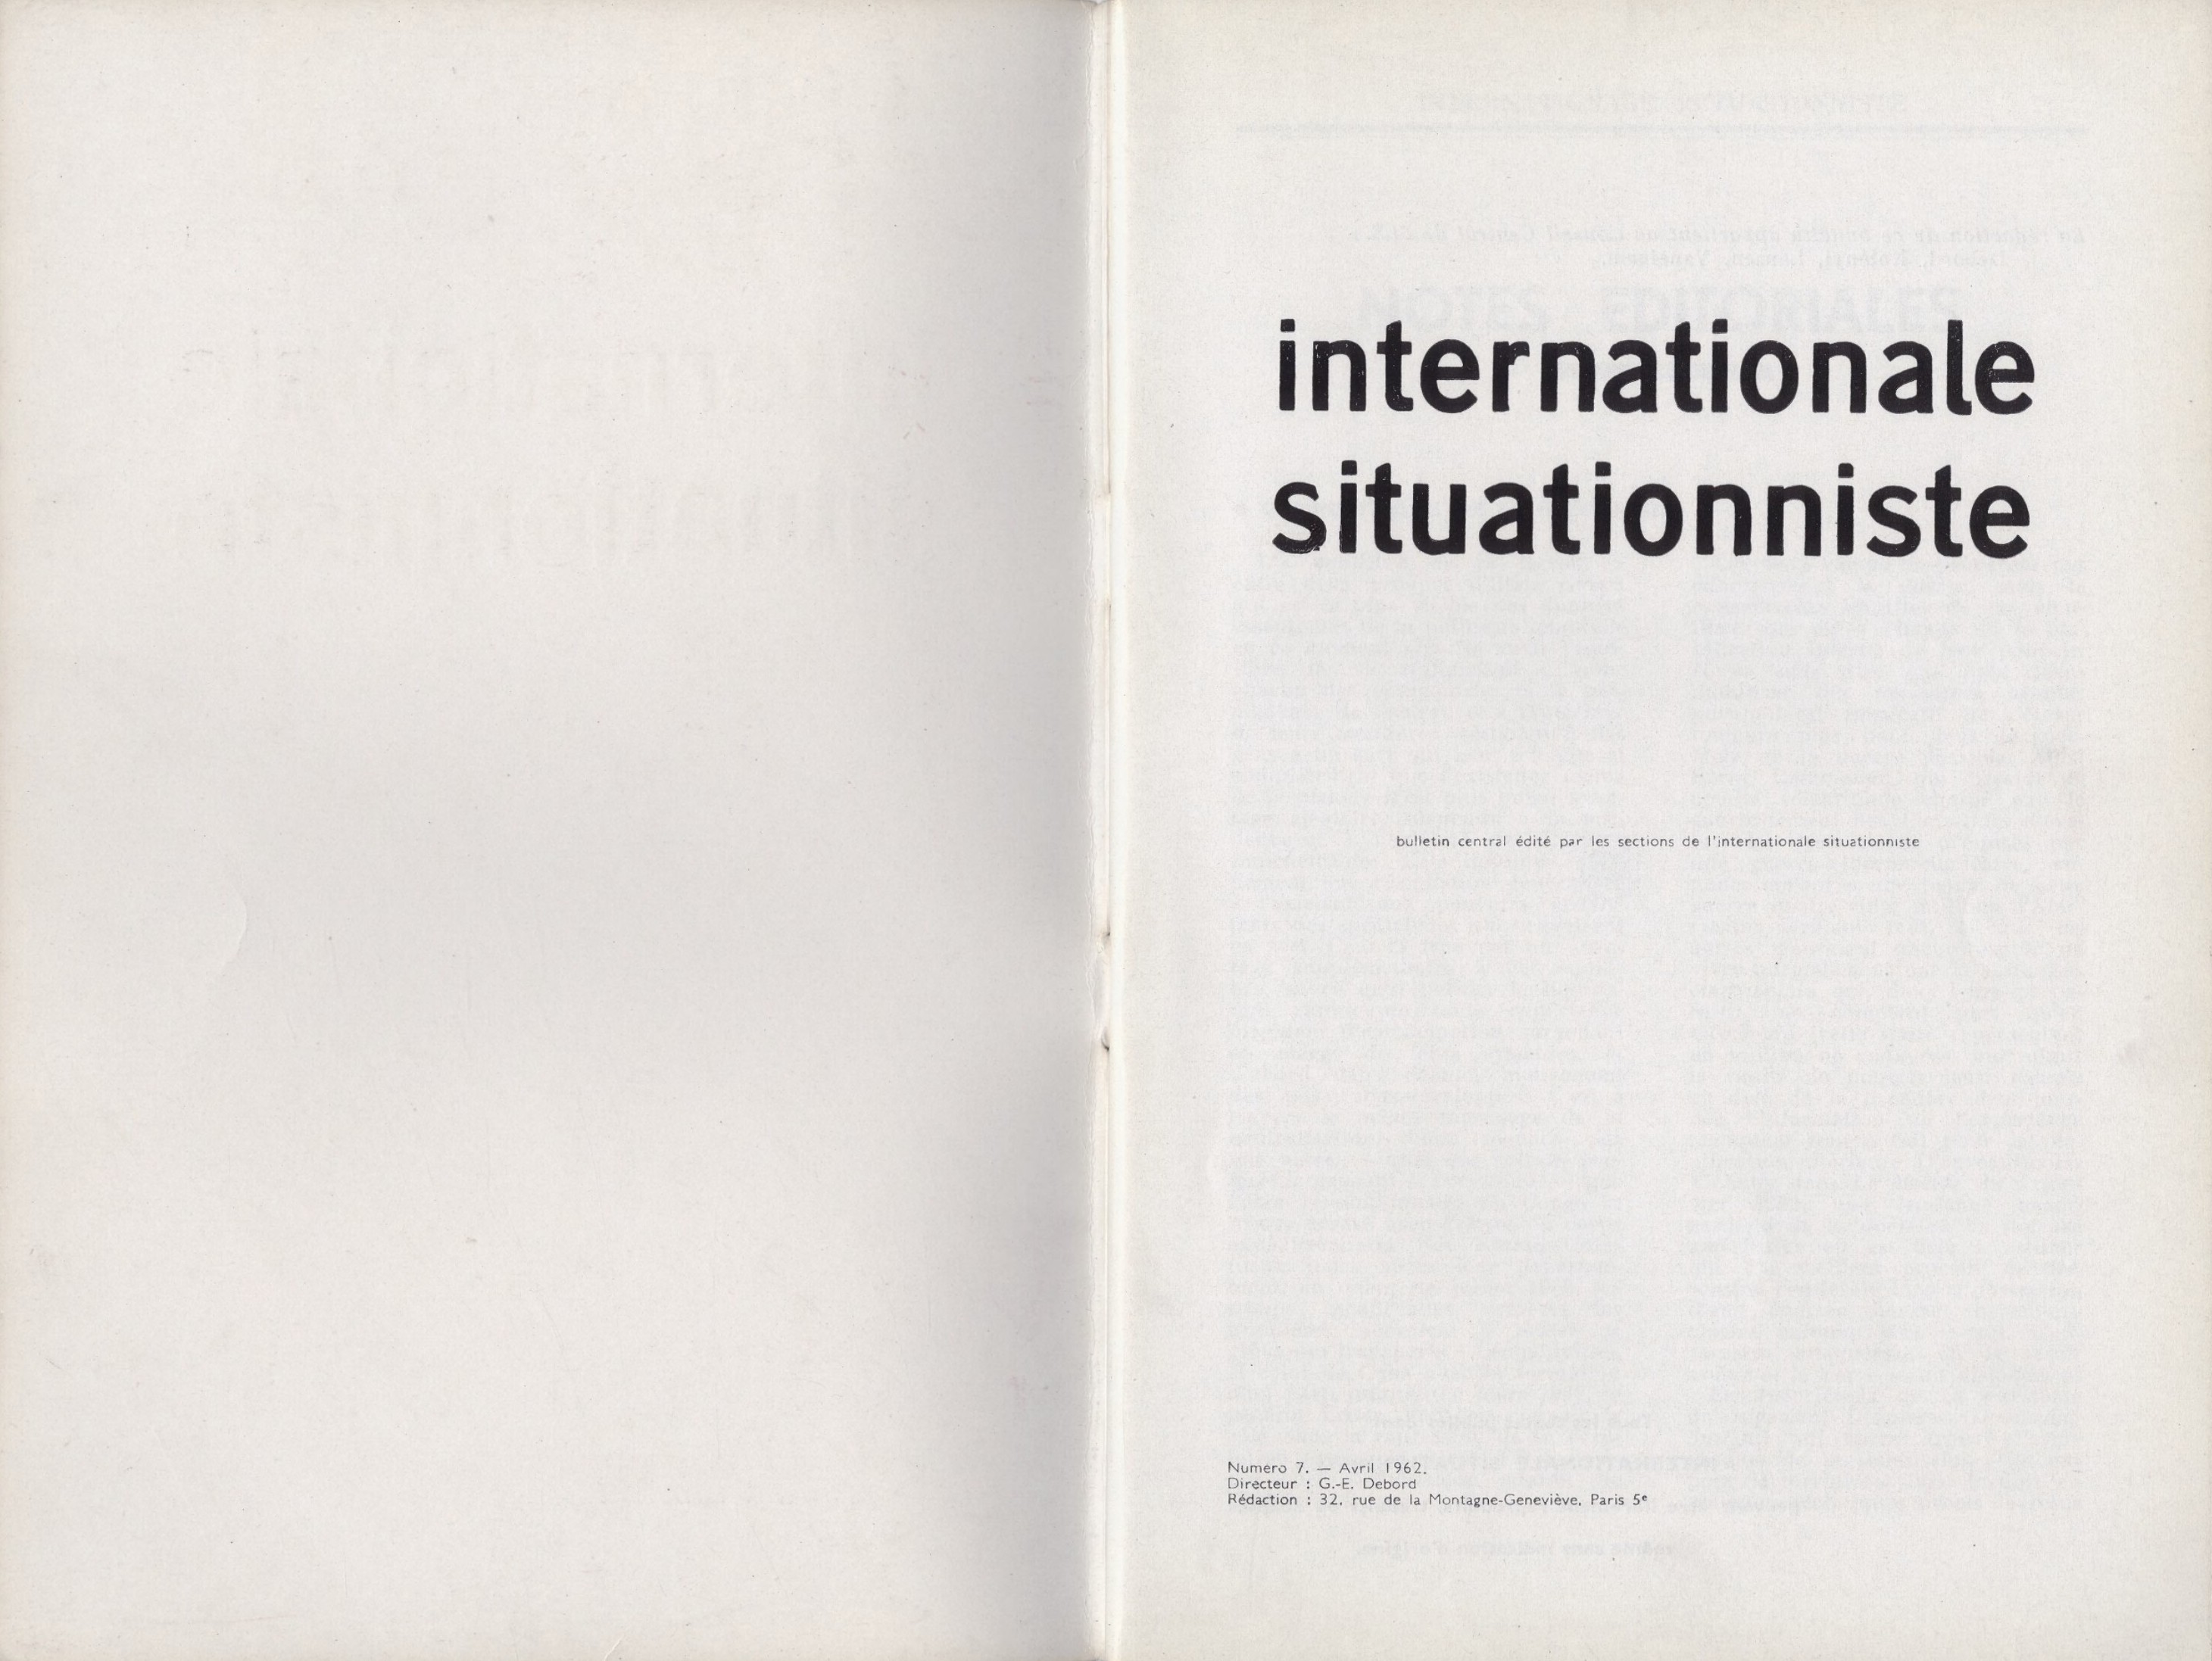 internationale
situationniste
bulletin central édité par les sections de l'internationale situationniste
Numero 7. — Avril 1962.
Directeur : G.-E. Debord
Rédaction : 32, rue de la Montagne-Geneviève, Paris 5e